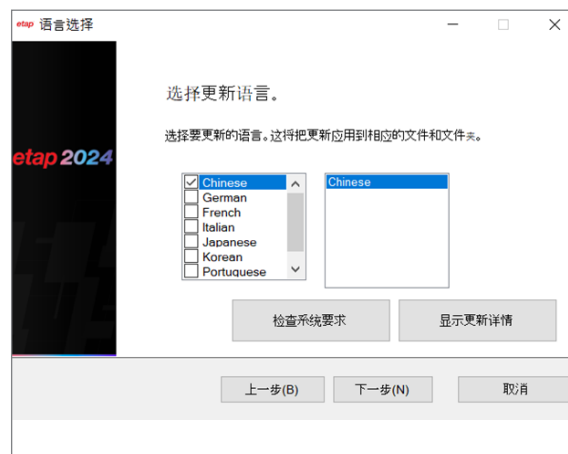 etap 语言选择
选择更新语言。
选择要更新的语言。这将把更新应用到相应的文件和文件夹。
etap 2024
Chinese
German
French
Italian
Japanese
Korean
Portuguese
Chinese
检查系统要求
显示更新详情
上一步(B)
下一步(N)
取消